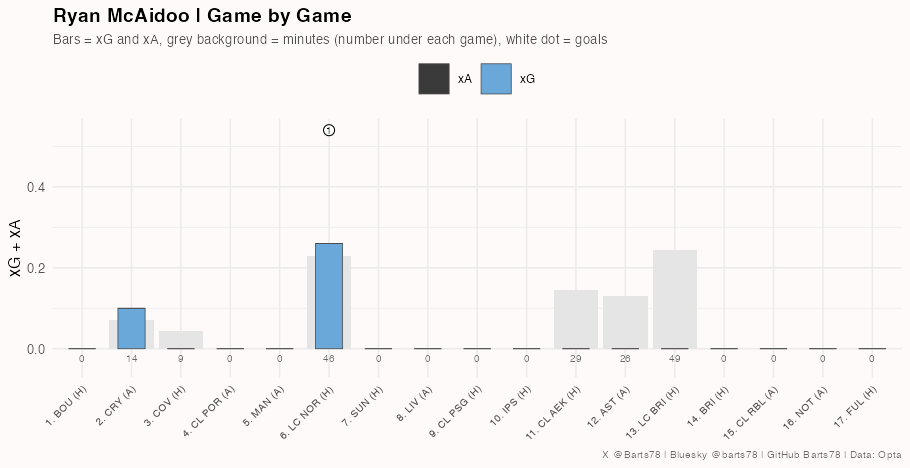 Ryan McAidoo | Game by Game
Bars = xG and xA, grey background = minutes (number under each game), white dot = goals
xA xG
1
xG + xA
0.4
0.2
0.0
0 14 9 0 0 46 0 0 0 0 29 26 49 0 0 0 0
1. BOU (H)
2. CRY (A)
3. COV (H)
4. CL POR (A)
5. MAN (A)
6. LC NOR (H)
7. SUN (H)
8. LIV (A)
9. CL PSG (H)
10. IPS (H)
11. CL AEK (H)
12. AST (A)
13. LC BRI (H)
14. BRI (H)
15. CL RBL (A)
16. NOT (A)
17. FUL (H)
X @Barts78 | Bluesky @barts78 | GitHub Barts78 | Data: Opta